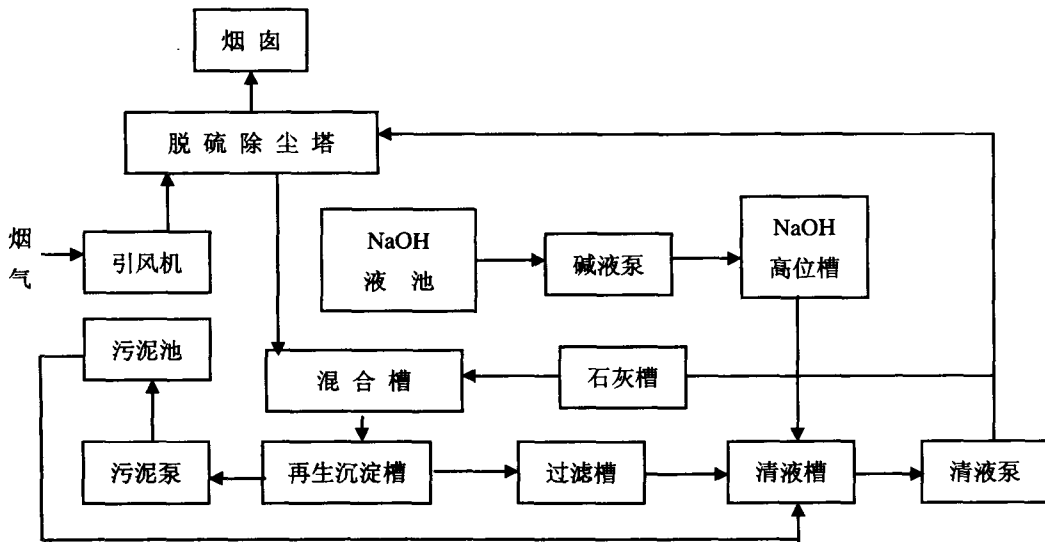 烟 囱
脱 硫 除 尘 塔
烟
气
引风机
NaOH
液 池
碱液泵
NaOH
高位槽
污泥池
混 合 槽
石灰槽
污泥泵
再生沉淀槽
过滤槽
清液槽
清液泵